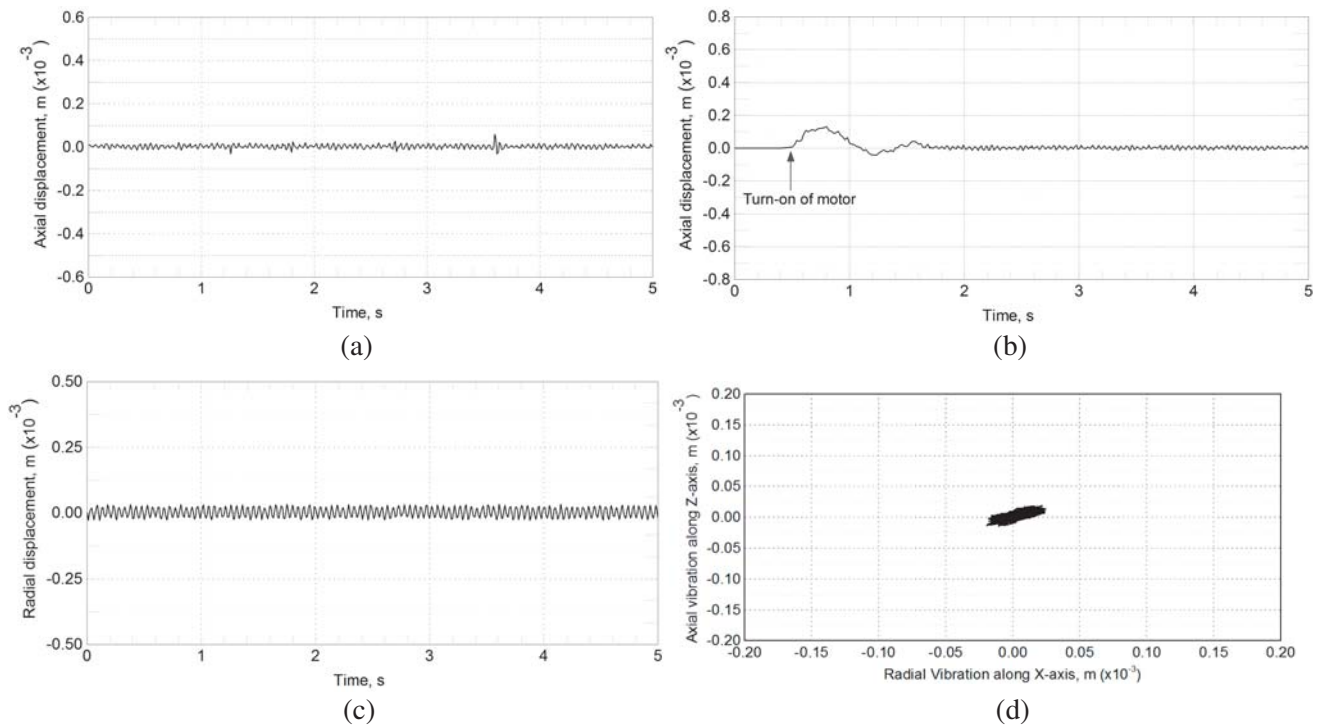 0.6
0.4
0.2
0.0
-0.2
-0.4
-0.6
Axial displacement, m (x10⁻³)
0 1 2 3 4 5
Time, s
(a)
0.8
0.6
0.4
0.2
0.0
-0.2
-0.4
-0.6
-0.8
Axial displacement, m (x10⁻³)
Turn-on of motor
0 1 2 3 4 5
Time, s
(b)
0.50
0.25
0.00
-0.25
-0.50
Radial displacement, m (x10⁻³)
0 1 2 3 4 5
Time, s
(c)
0.20
0.15
0.10
0.05
0.00
-0.05
-0.10
-0.15
-0.20
Axial vibration along Z-axis, m (x10⁻³)
-0.20 -0.15 -0.10 -0.05 0.00 0.05 0.10 0.15 0.20
Radial Vibration along X-axis, m (x10⁻³)
(d)